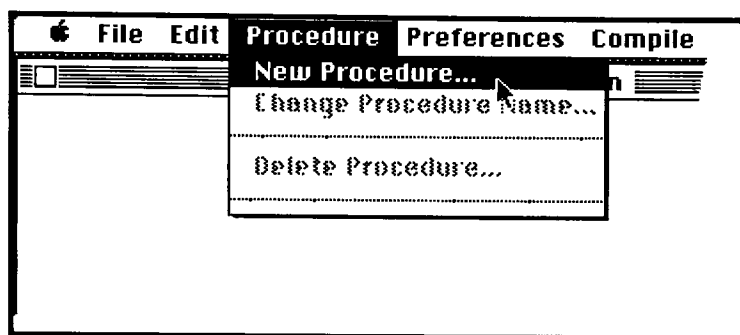 File Edit Procedure Preferences Compile
New Procedure... n
Change Procedure Name...
Delete Procedure...